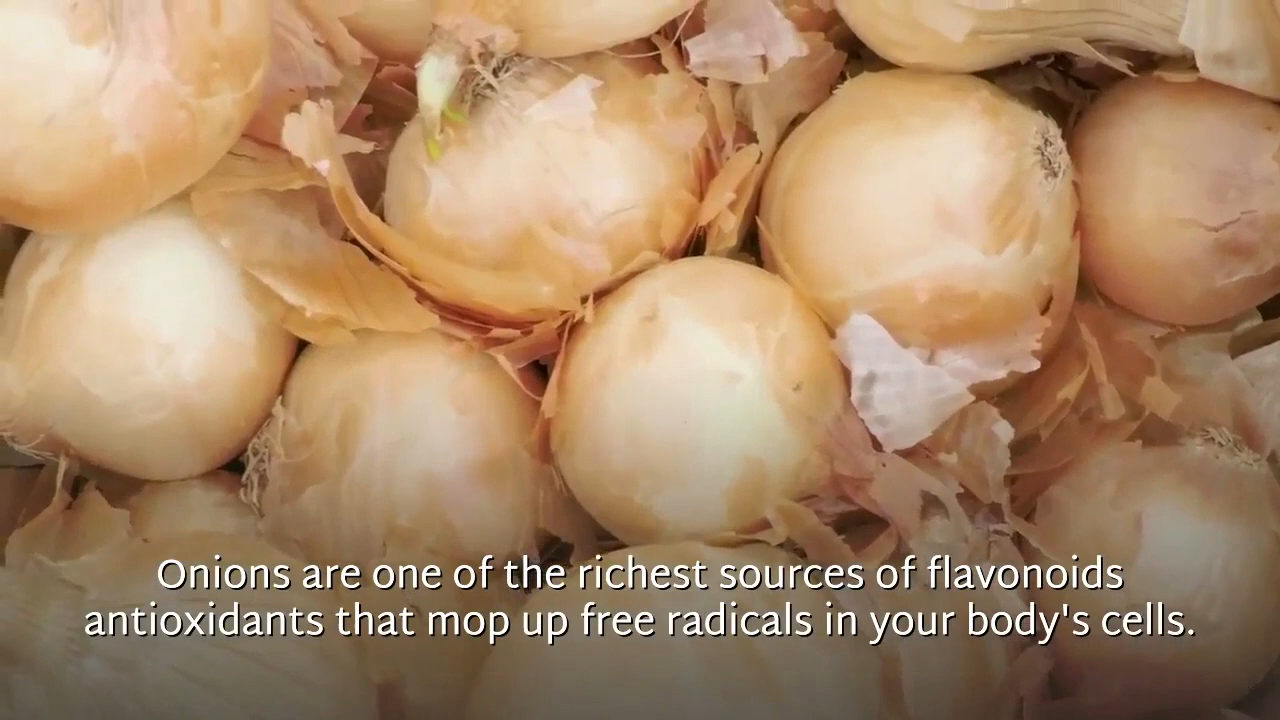 Onions are one of the richest sources of flavonoids
antioxidants that mop up free radicals in your body's cells.